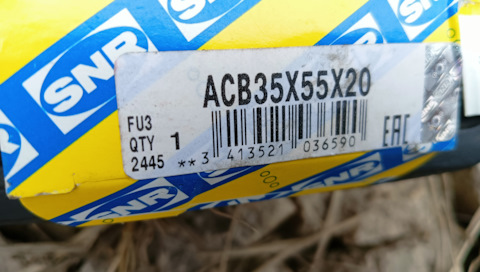 SNR
SNR
ACB35X55X20
FU3
QTY 1
2445 **3 413521 036590
EAC
SNR
SNR